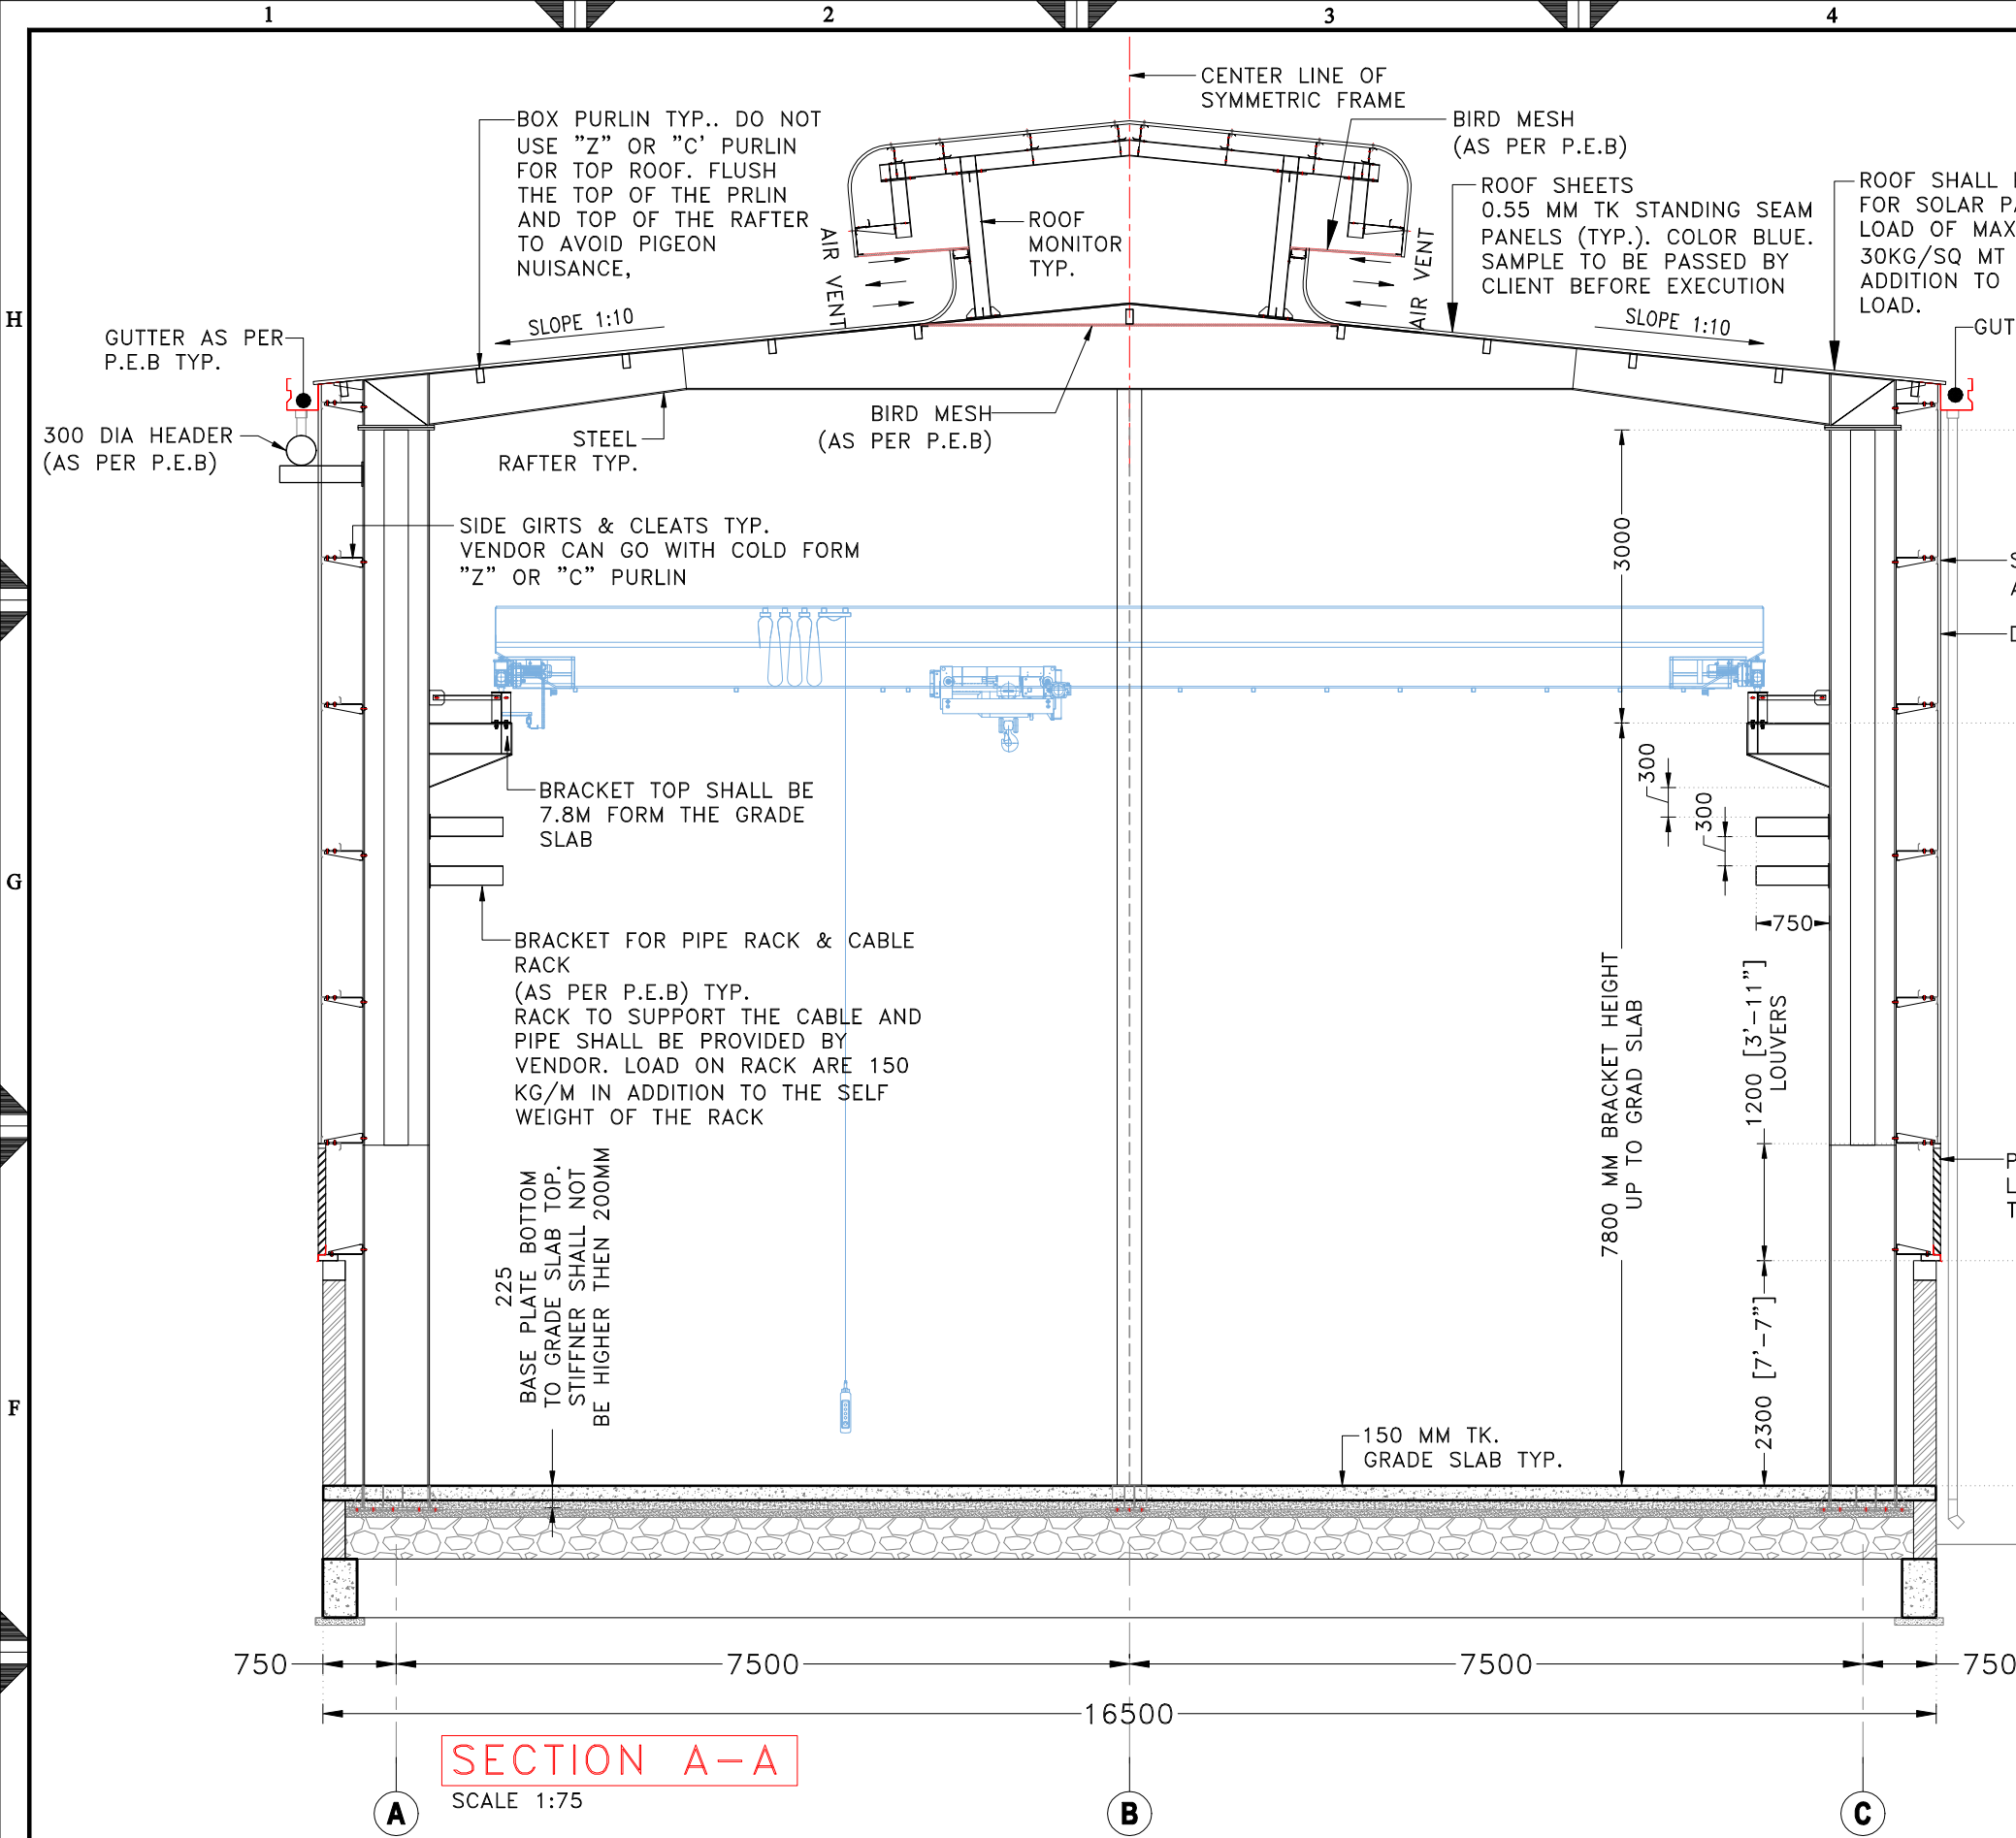 1
2
3
4
CENTER LINE OF
SYMMETRIC FRAME
BOX PURLIN TYP.. DO NOT
USE "Z" OR "C' PURLIN
FOR TOP ROOF. FLUSH
THE TOP OF THE PRLIN
AND TOP OF THE RAFTER
TO AVOID PIGEON
NUISANCE,
BIRD MESH
(AS PER P.E.B)
ROOF SHEETS
0.55 MM TK STANDING SEAM
PANELS (TYP.). COLOR BLUE.
SAMPLE TO BE PASSED BY
CLIENT BEFORE EXECUTION
ROOF SHALL
FOR SOLAR
LOAD OF MAX
30KG/SQ MT
ADDITION TO
LOAD.
ROOF
MONITOR
TYP.
AIR VENT
AIR VENT
SLOPE 1:10
SLOPE 1:10
H
GUTTER AS PER
P.E.B TYP.
GUT
300 DIA HEADER
(AS PER P.E.B)
STEEL
RAFTER TYP.
BIRD MESH
(AS PER P.E.B)
SIDE GIRTS & CLEATS TYP.
VENDOR CAN GO WITH COLD FORM
"Z" OR "C" PURLIN
3000
BRACKET TOP SHALL BE
7.8M FORM THE GRADE
SLAB
300
300
750
G
BRACKET FOR PIPE RACK & CABLE
RACK
(AS PER P.E.B) TYP.
RACK TO SUPPORT THE CABLE AND
PIPE SHALL BE PROVIDED BY
VENDOR. LOAD ON RACK ARE 150
KG/M IN ADDITION TO THE SELF
WEIGHT OF THE RACK
7800 MM BRACKET HEIGHT
UP TO GRAD SLAB
1200 [3'-11"]
LOUVERS
225
BASE PLATE BOTTOM
TO GRADE SLAB TOP.
STIFFNER SHALL NOT
BE HIGHER THEN 200MM
2300 [7'-7"]
F
150 MM TK.
GRADE SLAB TYP.
750
7500
7500
750
16500
SECTION A-A
SCALE 1:75
A
B
C